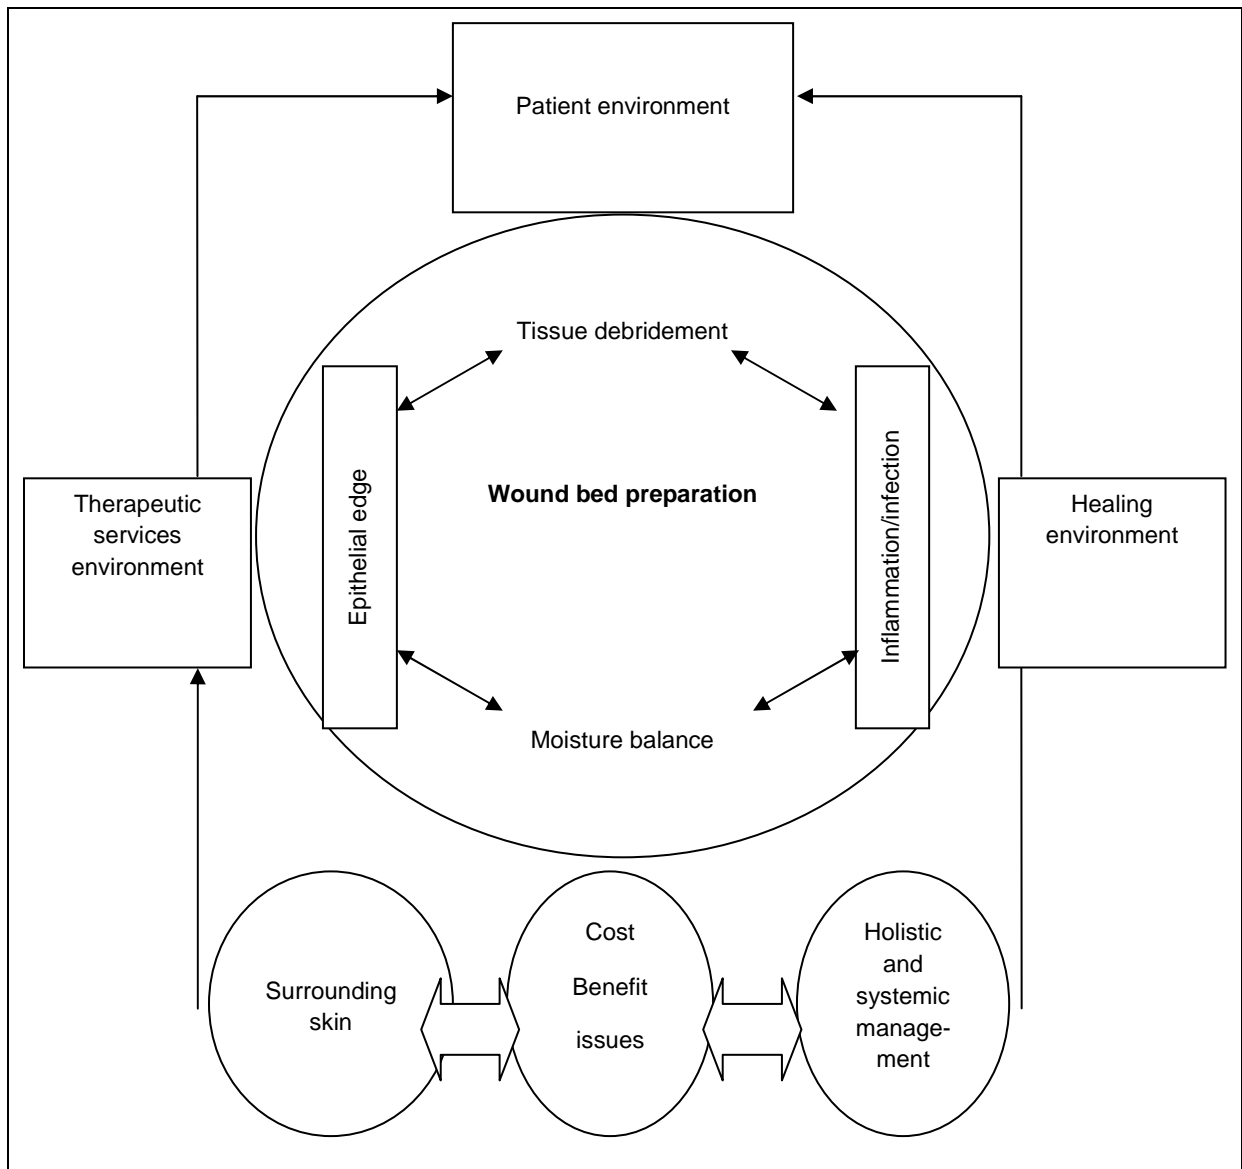 Patient environment
Tissue debridement
Epithelial edge
Wound bed preparation
Inflammation/infection
Therapeutic
services
environment
Healing
environment
Moisture balance
Surrounding
skin
Cost
Benefit
issues
Holistic
and
systemic
manage-
ment